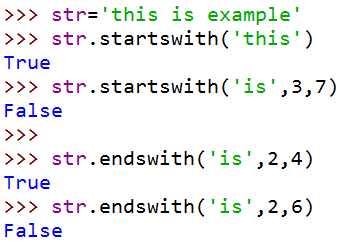 >>> str='this is example'
>>> str.startswith('this')
True
>>> str.startswith('is',3,7)
False
>>>
>>> str.endswith('is',2,4)
True
>>> str.endswith('is',2,6)
False